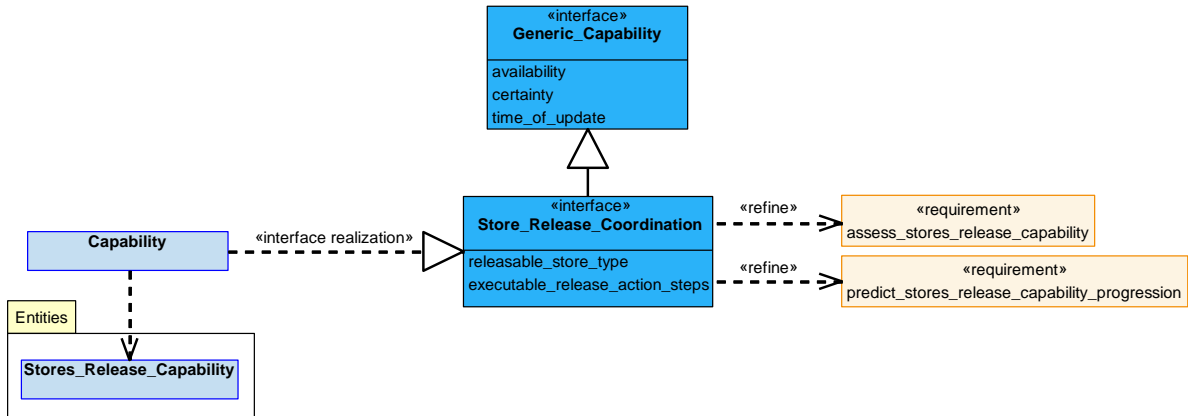 «interface»
Generic_Capability
availability
certainty
time_of_update
«interface»
Store_Release_Coordination
releasable_store_type
executable_release_action_steps
«refine»
«requirement»
assess_stores_release_capability
«refine»
«requirement»
predict_stores_release_capability_progression
Capability
«interface realization»
Entities
Stores_Release_Capability